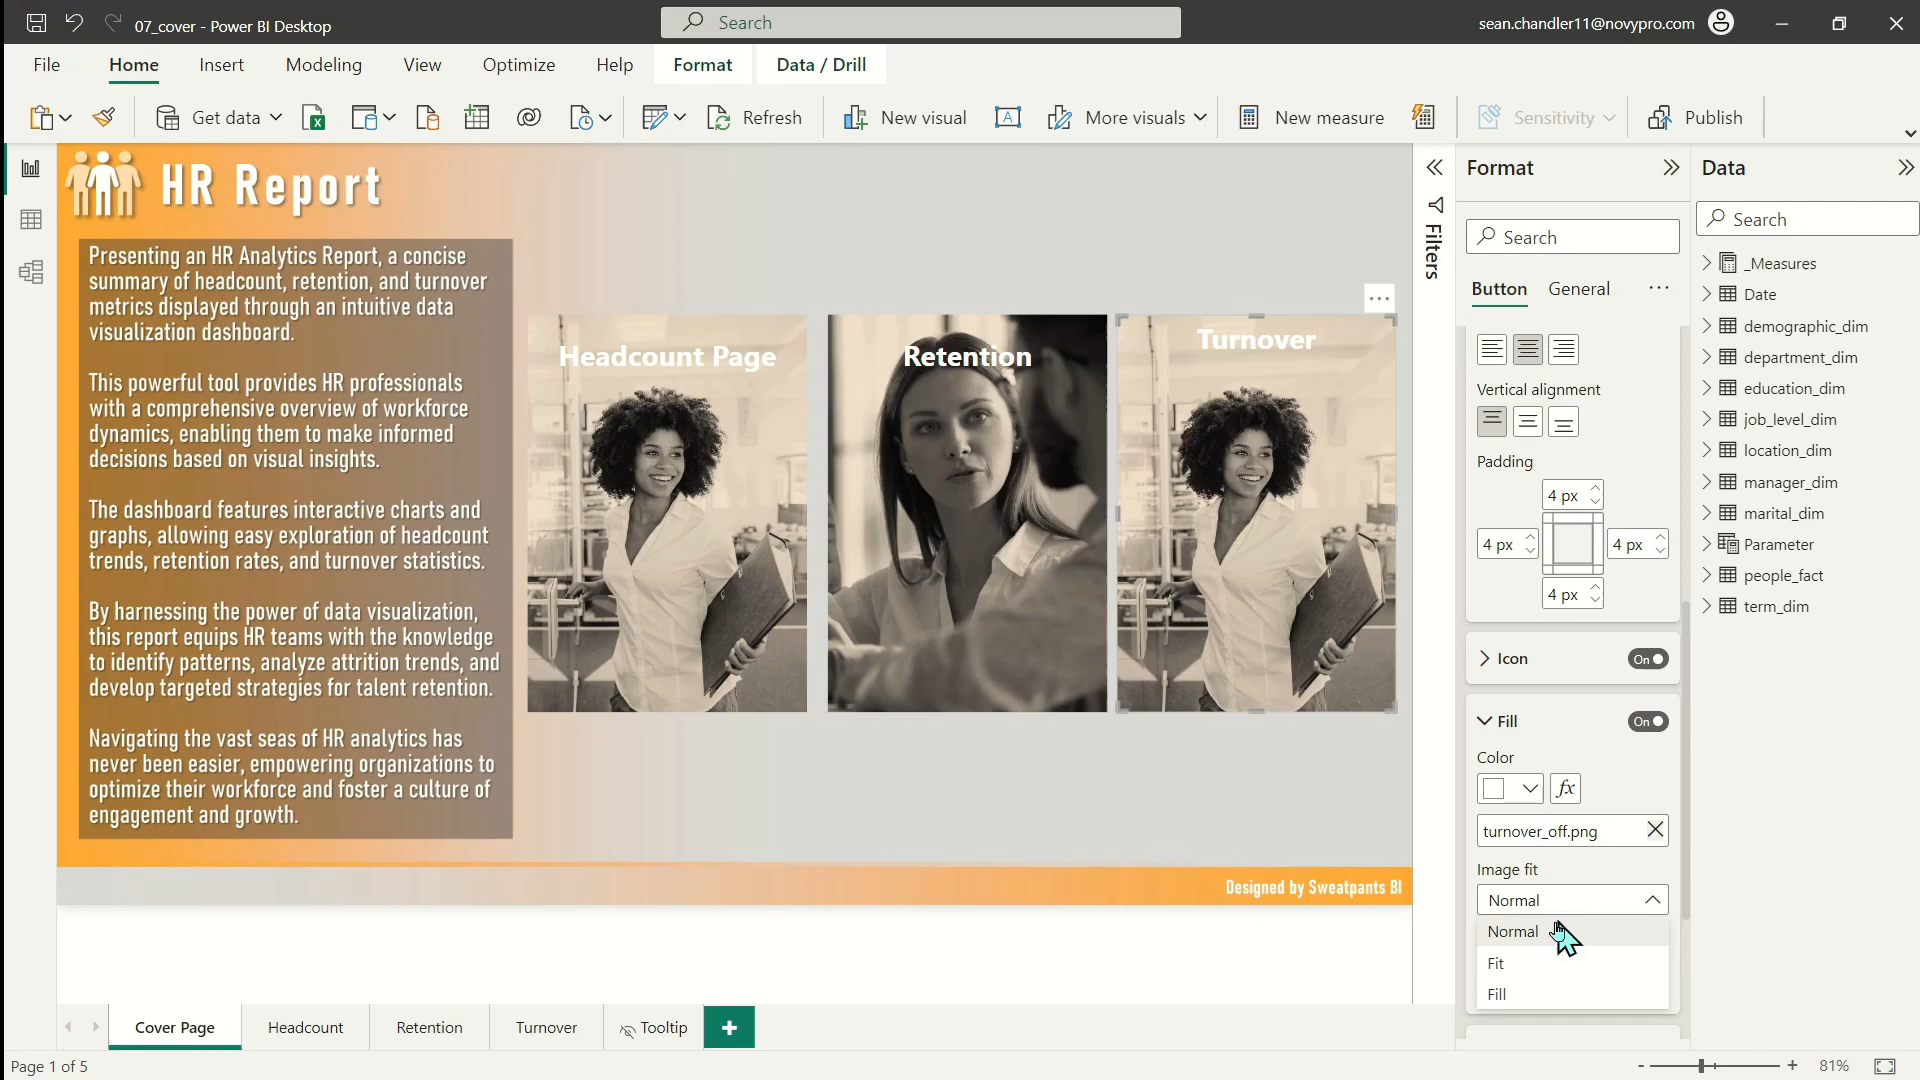 07_cover - Power BI Desktop
Search
sean.chandler11@novypro.com
File
Home
Insert
Modeling
View
Optimize
Help
Format
Data / Drill
Get data
Refresh
New visual
A
More visuals
New measure
Sensitivity
Publish
HR Report
Presenting an HR Analytics Report, a concise
summary of headcount, retention, and turnover
metrics displayed through an intuitive data
visualization dashboard.
This powerful tool provides HR professionals
with a comprehensive overview of workforce
dynamics, enabling them to make informed
decisions based on visual insights.
The dashboard features interactive charts and
graphs, allowing easy exploration of headcount
trends, retention rates, and turnover statistics.
By harnessing the power of data visualization,
this report equips HR teams with the knowledge
to identify patterns, analyze attrition trends, and
develop targeted strategies for talent retention.
Navigating the vast seas of HR analytics has
never been easier, empowering organizations to
optimize their workforce and foster a culture of
engagement and growth.
Headcount Page
Retention
Turnover
Designed by Sweatpants BI
Filters
Format
Search
Button
General
Vertical alignment
Padding
4 px
4 px
4 px
4 px
Icon
On
Fill
On
Color
fx
turnover_off.png
Image fit
Normal
Normal
Fit
Fill
Data
Search
_Measures
Date
demographic_dim
department_dim
education_dim
job_level_dim
location_dim
manager_dim
marital_dim
Parameter
people_fact
term_dim
Cover Page
Headcount
Retention
Turnover
Tooltip
Page 1 of 5
81%